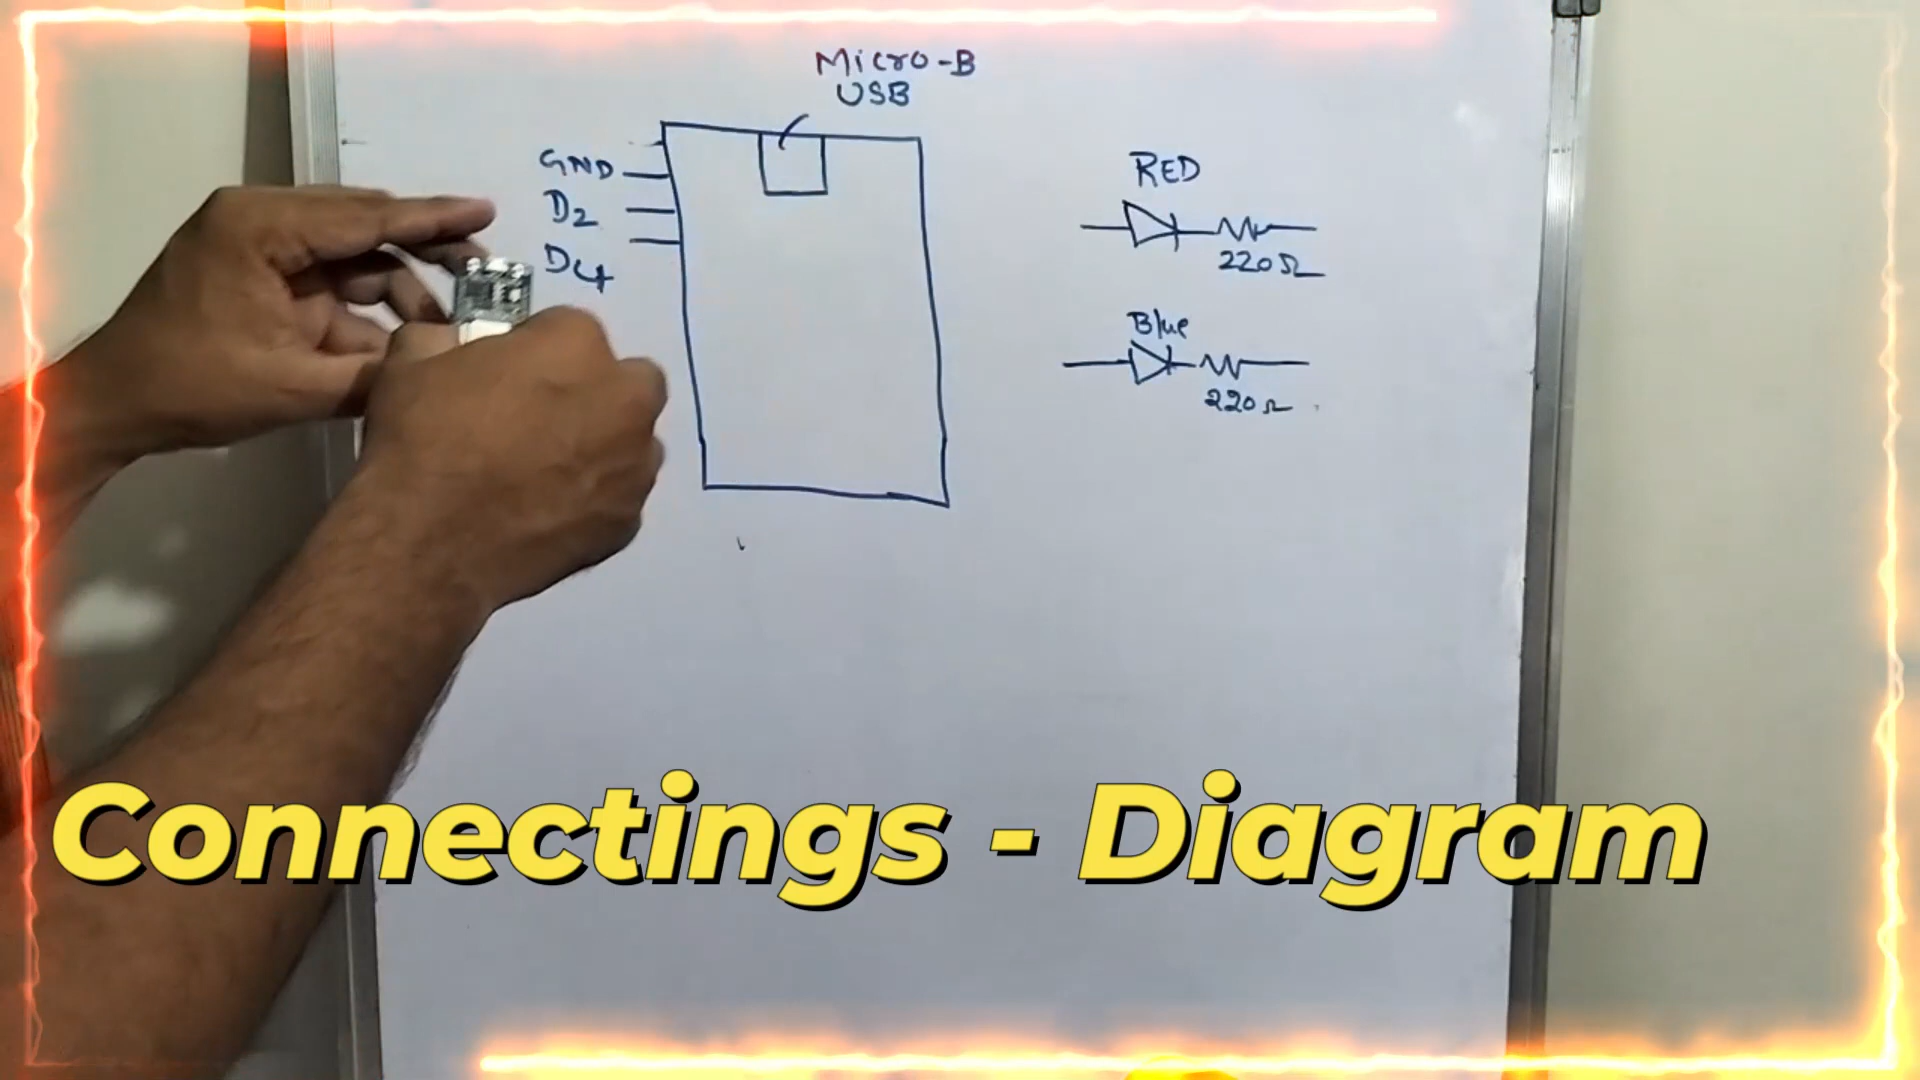 Micro-B
USB
GND
D2
D4
RED
220Ω
Blue
220Ω
Connectings - Diagram